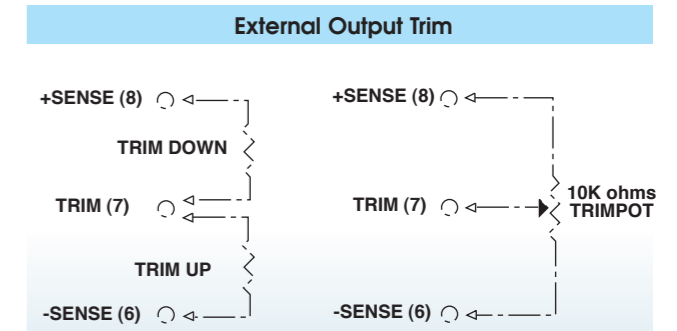 External Output Trim
+SENSE (8)
TRIM DOWN
TRIM (7)
TRIM UP
-SENSE (6)
+SENSE (8)
TRIM (7)
10K ohms
TRIMPOT
-SENSE (6)